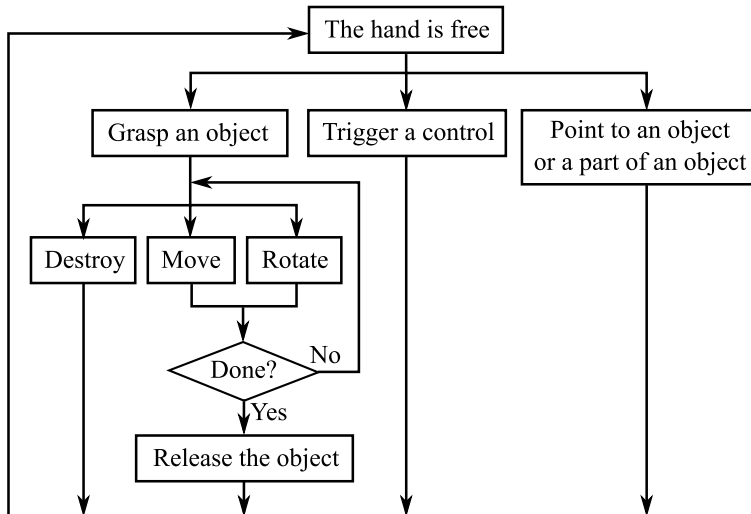 The hand is free
Grasp an object
Trigger a control
Point to an object
or a part of an object
Destroy
Move
Rotate
Done?
No
Yes
Release the object